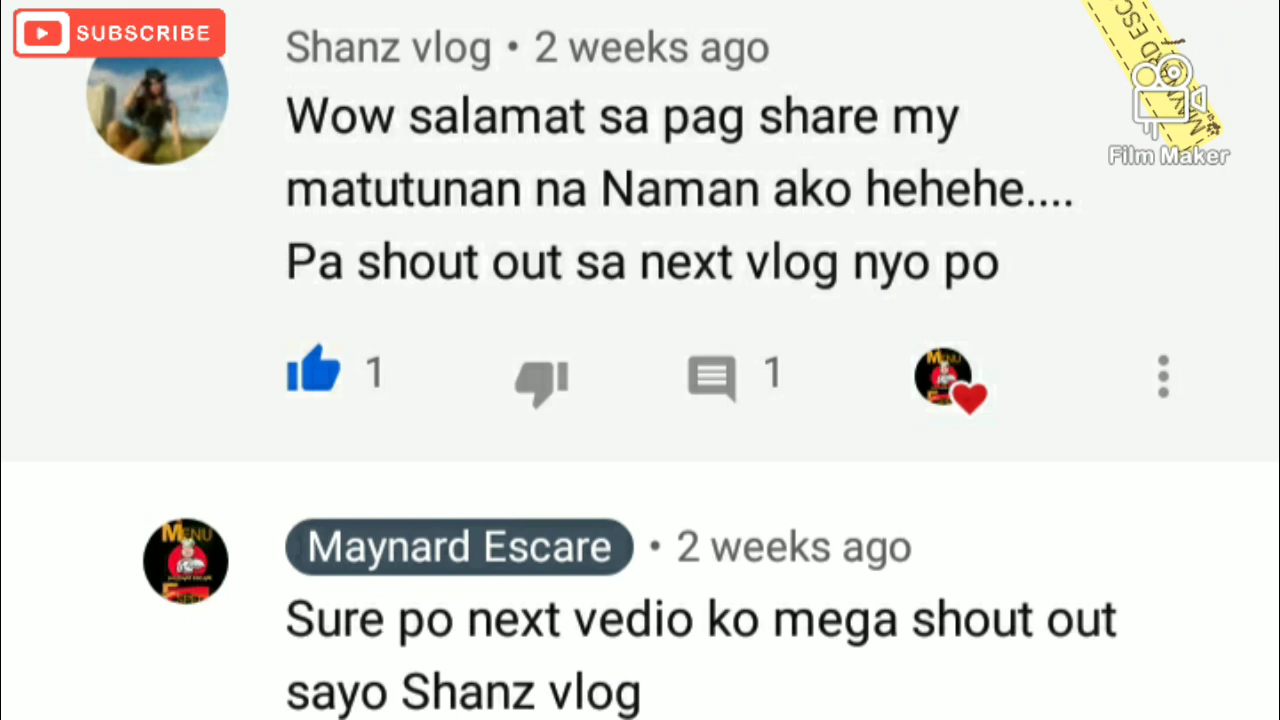 SUBSCRIBE
Shanz vlog • 2 weeks ago
Wow salamat sa pag share my
matutunan na Naman ako hehehe....
Pa shout out sa next vlog nyo po
Film Maker
1
1
MENU
Maynard Escare • 2 weeks ago
Sure po next vedio ko mega shout out
sayo Shanz vlog